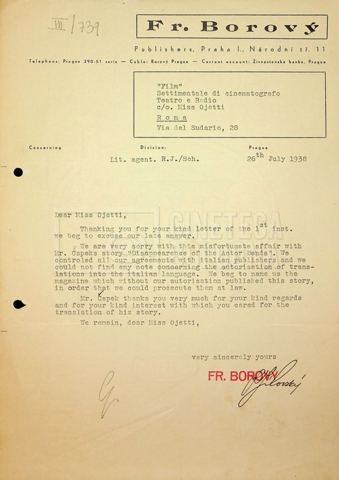 III/739
Fr. Borový
Publishers, Praha I., Národní tř. 11
Telephone: Prague 290-51 serie — Cable: Borový Prague — Current account: Živnostenská banka, Prague
"Film"
Settimentale di cinematografo
Teatro e Radio
c/o. Miss Ojetti
Roma
Via del Sudario, 28
Concerning Division: Prague
Lit. agent. R.J./Sch. 26th July 1938
Dear Miss Ojetti,
Thanking you for your kind letter of the 1st inst.
we beg to excuse our late answer.
We are very sorry with this misfortunate affair with
Mr. Čapeks story "Disappearance of the Actor Benda". We
controled all our agreements with Italian publishers and we
could not find any note concerning the autorisation of trans-
lations into the italian language. We beg to name us the
magazine which without our autorisation published this story,
in order that we could prosecute them at law.
Mr. Čapek thanks you very much for your kind regards
and for your kind interest with which you cared for the
translation of his story.
We remain, dear Miss Ojetti,
very sincerely yours
FR. BOROVÝ
CINETECA